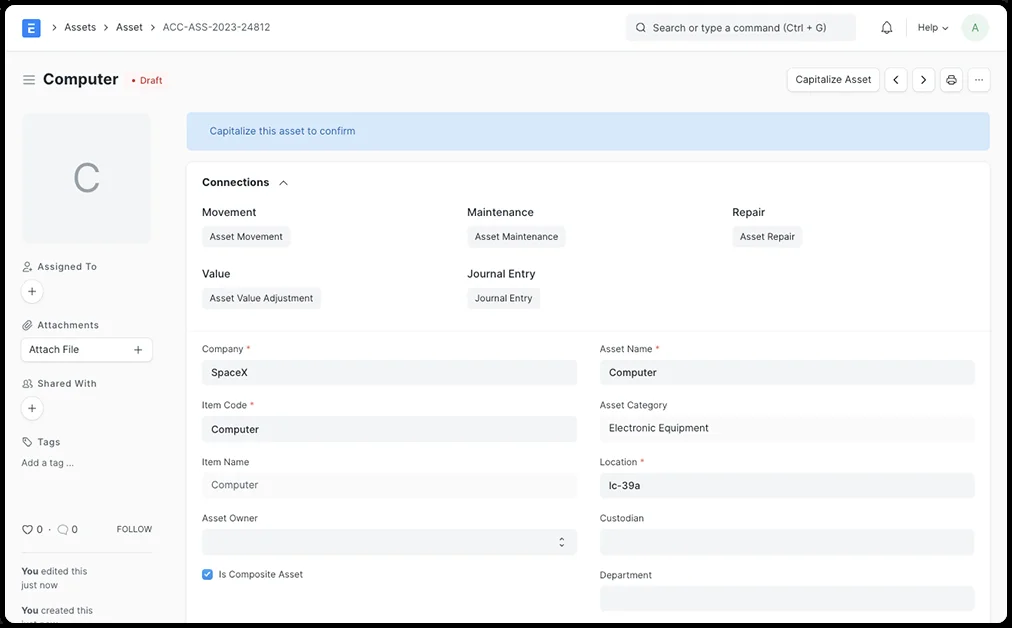 E > Assets > Asset > ACC-ASS-2023-24812
Search or type a command (Ctrl + G)
Help
A
Computer • Draft
Capitalize Asset
...
C
Assigned To
+
Attachments
Attach File +
Shared With
+
Tags
Add a tag ...
0 · 0 FOLLOW
You edited this
just now
You created this
just now
Capitalize this asset to confirm
Connections
Movement
Asset Movement
Maintenance
Asset Maintenance
Repair
Asset Repair
Value
Asset Value Adjustment
Journal Entry
Journal Entry
Company *
SpaceX
Asset Name *
Computer
Item Code *
Computer
Asset Category
Electronic Equipment
Item Name
Computer
Location *
lc-39a
Asset Owner
Custodian
Is Composite Asset
Department